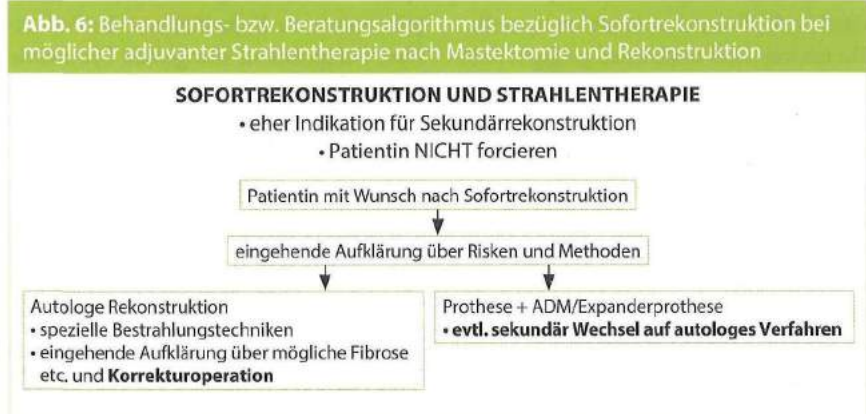 Abb. 6: Behandlungs- bzw. Beratungsalgorithmus bezüglich Sofortrekonstruktion bei
möglicher adjuvanter Strahlentherapie nach Mastektomie und Rekonstruktion
SOFORTREKONSTRUKTION UND STRAHLENTHERAPIE
• eher Indikation für Sekundärrekonstruktion
• Patientin NICHT forcieren
Patientin mit Wunsch nach Sofortrekonstruktion
eingehende Aufklärung über Risken und Methoden
Autologe Rekonstruktion
• spezielle Bestrahlungstechniken
• eingehende Aufklärung über mögliche Fibrose
etc. und Korrekturoperation
Prothese + ADM/Expanderprothese
• evtl. sekundär Wechsel auf autologes Verfahren